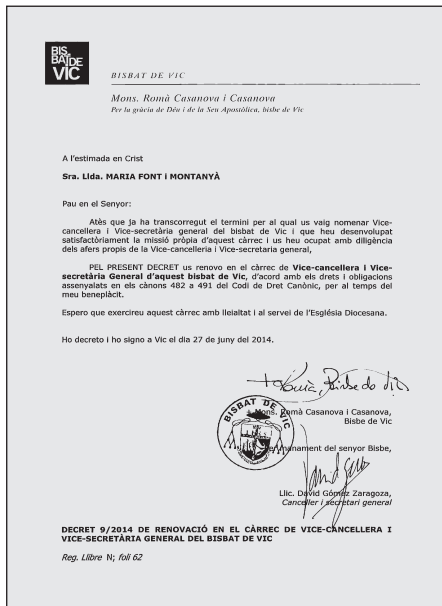 BIS
BATDE
VIC
BISBAT DE VIC
Mons. Romà Casanova i Casanova
Per la gràcia de Déu i de la Seu Apostòlica, bisbe de Vic
A l'estimada en Crist
Sra. Llda. MARIA FONT i MONTANYÀ
Pau en el Senyor:
Atès que ja ha transcorregut el termini per al qual us vaig nomenar Vice-
cancellera i Vice-secretària general del bisbat de Vic i que heu desenvolupat
satisfactòriament la missió pròpia d'aquest càrrec i us heu ocupat amb diligència
dels afers propis de la Vice-cancelleria i Vice-secretaria general,
PEL PRESENT DECRET us renovo en el càrrec de Vice-cancellera i Vice-
secretària General d'aquest bisbat de Vic, d'acord amb els drets i obligacions
assenyalats en els cànons 482 a 491 del Codi de Dret Canònic, per al temps del
meu beneplàcit.
Espero que exercireu aquest càrrec amb lleialtat i al servei de l'Església Diocesana.
Ho decreto i ho signo a Vic el dia 27 de juny del 2014.
+ Romà, Bisbe de Vic
BISBAT DE VIC
Mons. Romà Casanova i Casanova,
Bisbe de Vic
manament del senyor Bisbe,
Llic. David Gómez Zaragoza,
Canceller i secretari general
DECRET 9/2014 DE RENOVACIÓ EN EL CÀRREC DE VICE-CANCELLERA I
VICE-SECRETÀRIA GENERAL DEL BISBAT DE VIC
Reg. Llibre N; foli 62